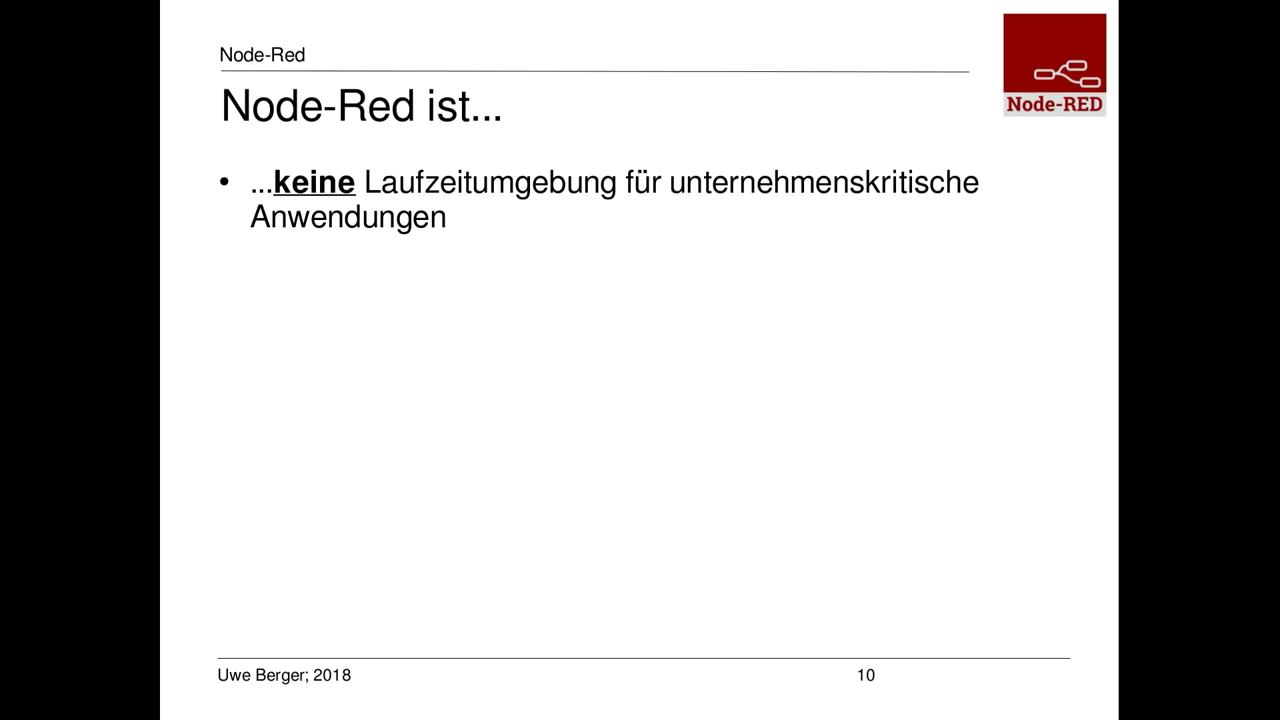 Node-Red
Node-RED
Node-Red ist...
• ...keine Laufzeitumgebung für unternehmenskritische
Anwendungen
Uwe Berger; 2018
10